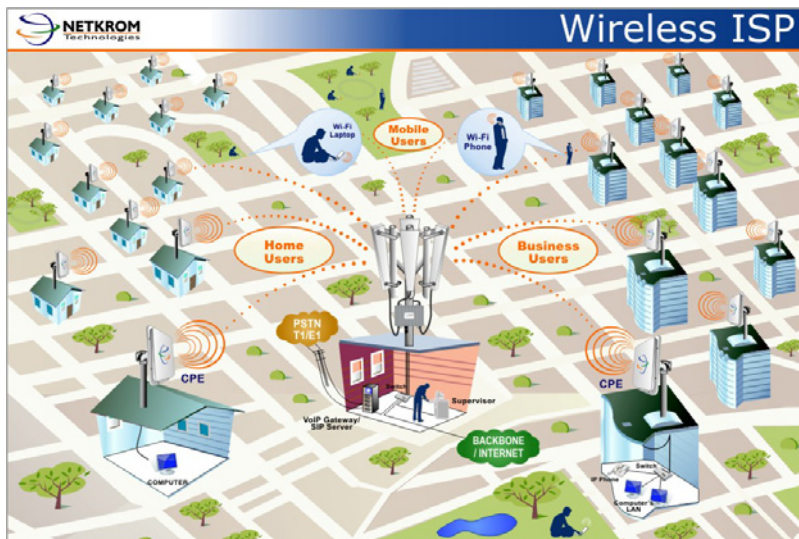 NETKROM
Technologies
Wireless ISP
Wi-Fi
Laptop
Mobile
Users
Wi-Fi
Phone
Home
Users
Business
Users
PSTN
T1/E1
CPE
CPE
Switch
Supervisor
VoIP Gateway/
SIP Server
BACKBONE
/ INTERNET
COMPUTER
Switch
IP Phone
Computer's
LAN